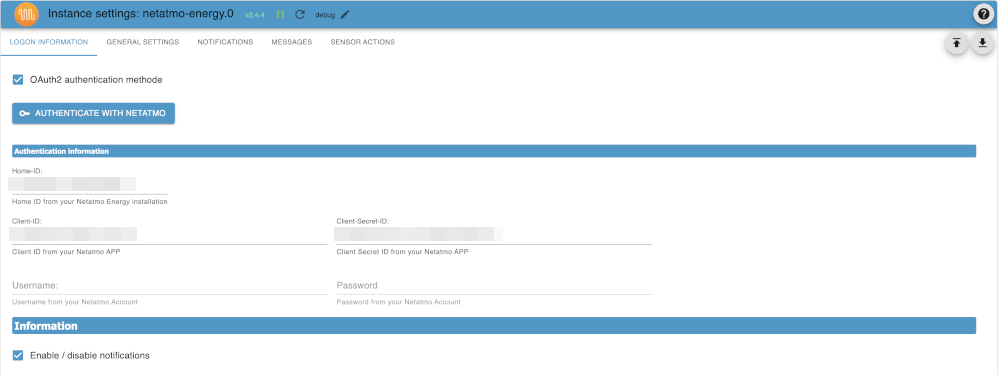 Instance settings: netatmo-energy.0 v2.4.4 debug
LOGON INFORMATION GENERAL SETTINGS NOTIFICATIONS MESSAGES SENSOR ACTIONS
OAuth2 authentication methode
AUTHENTICATE WITH NETATMO
Authentication information
Home-ID:
Home ID from your Netatmo Energy installation
Client-ID: Client-Secret-ID:
Client ID from your Netatmo APP Client Secret ID from your Netatmo APP
Username: Password
Username from your Netatmo Account Password from your Netatmo Account
Information
Enable / disable notifications